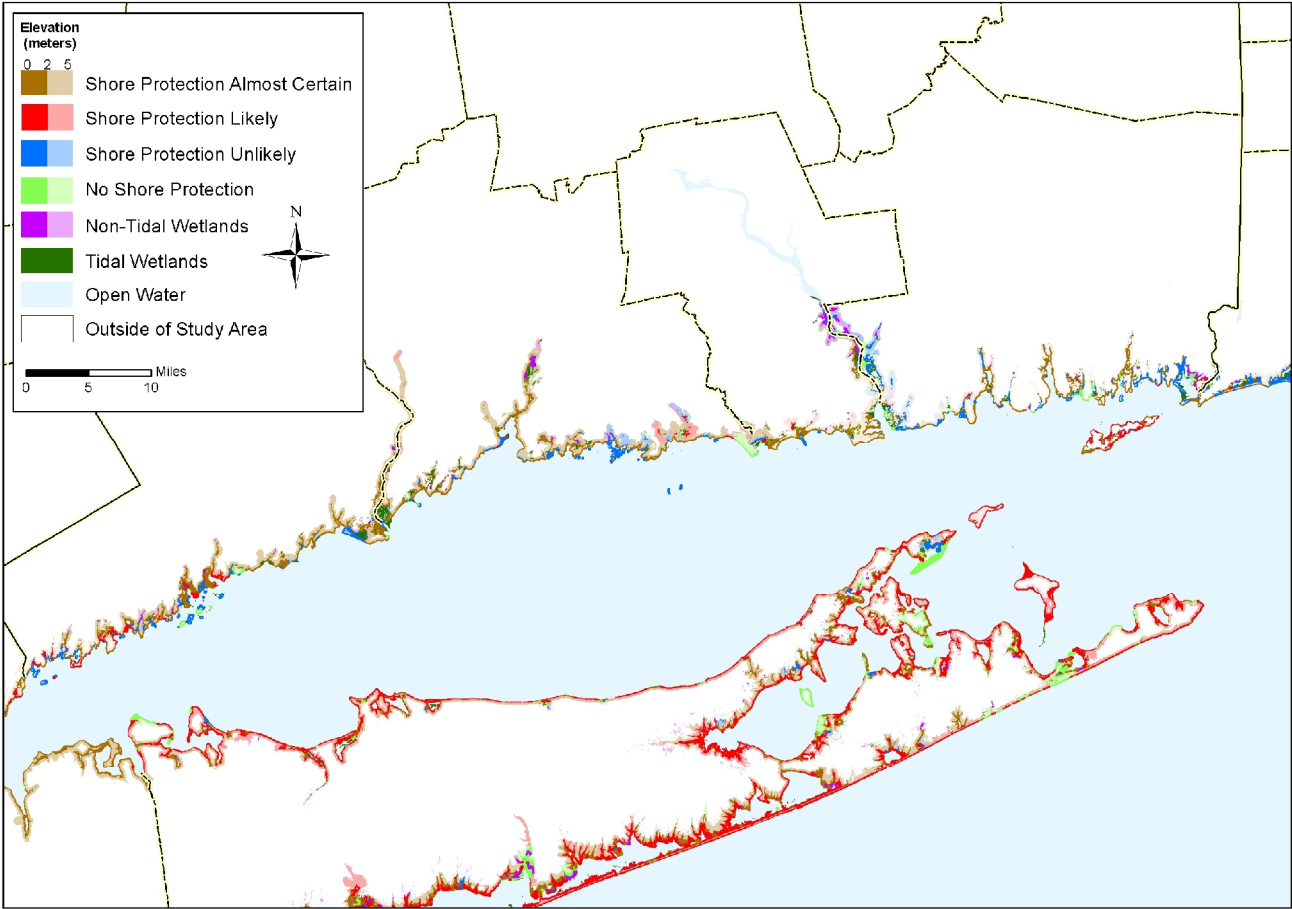 Elevation
(meters)
0 2 5
Shore Protection Almost Certain
Shore Protection Likely
Shore Protection Unlikely
No Shore Protection
Non-Tidal Wetlands
Tidal Wetlands
Open Water
Outside of Study Area
N
Miles
0 5 10